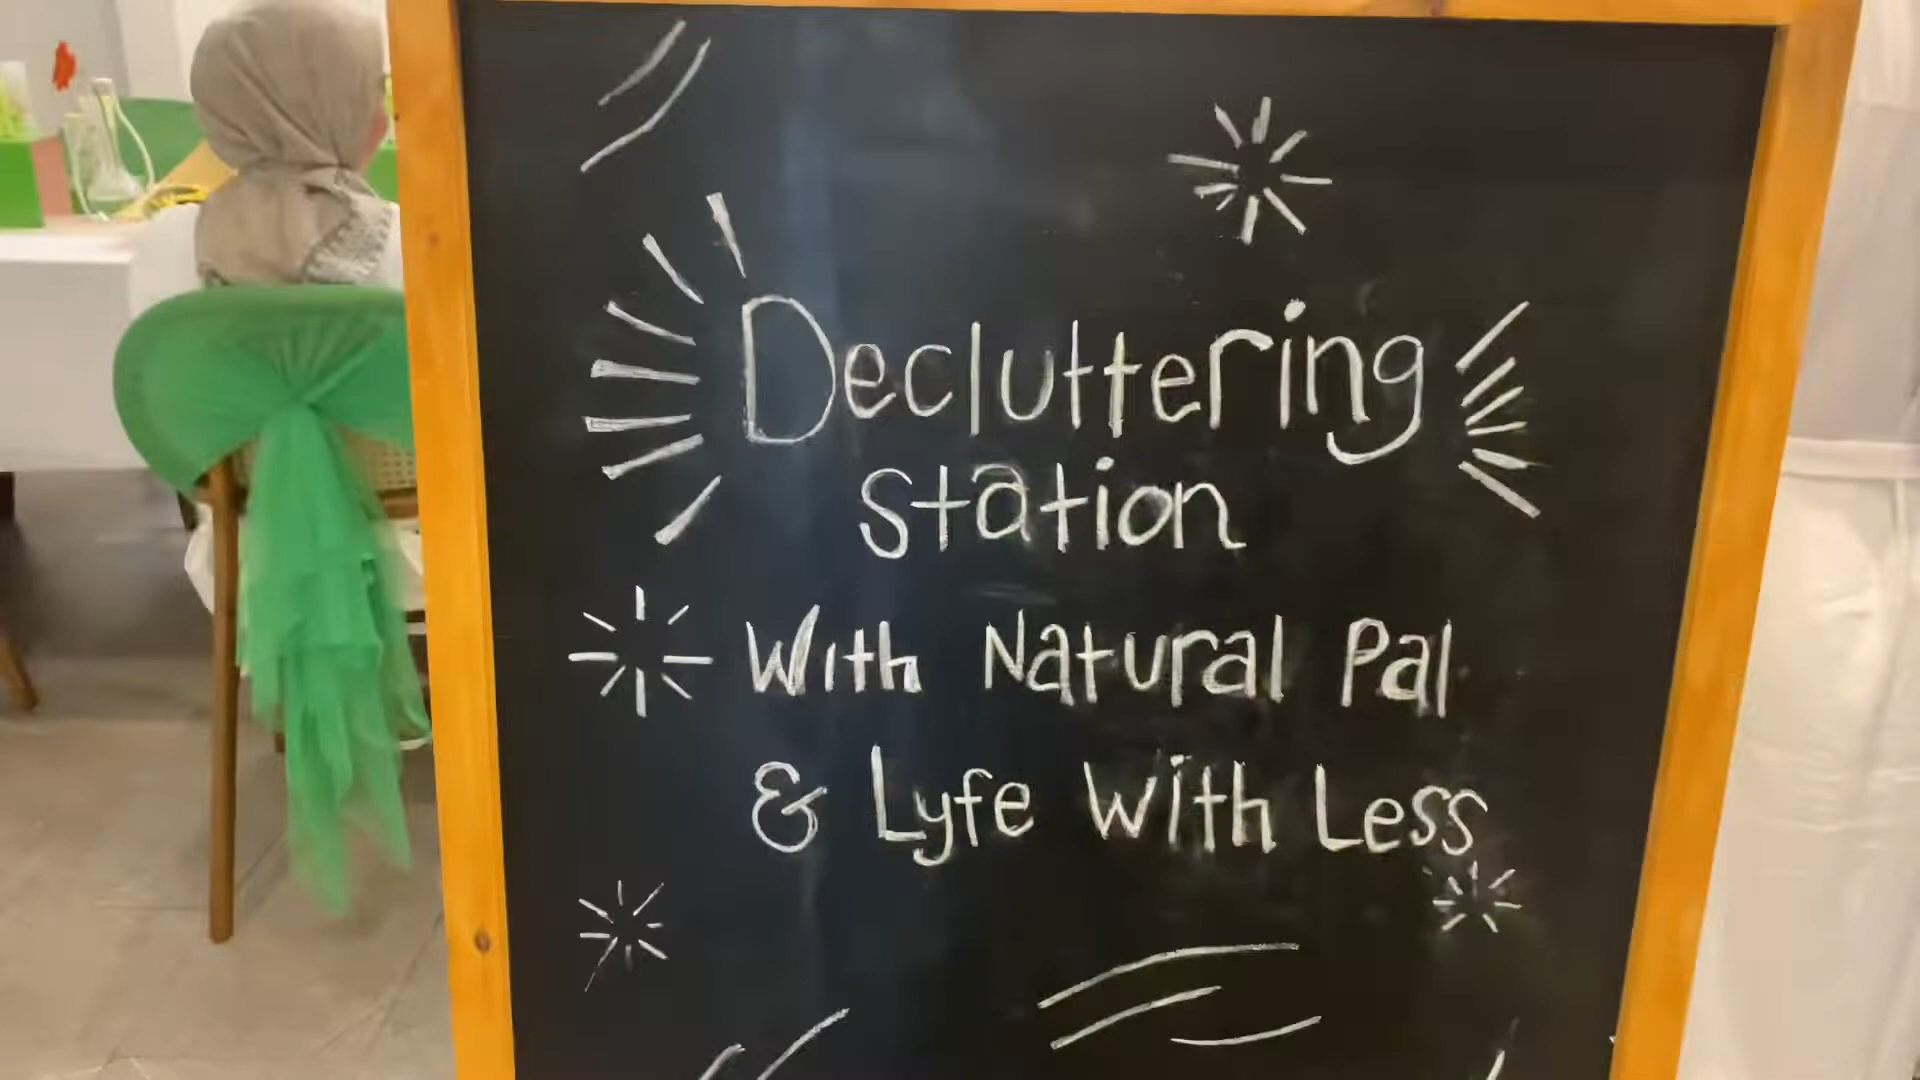 Decluttering
station
With Natural Pal
& Lyfe With Less